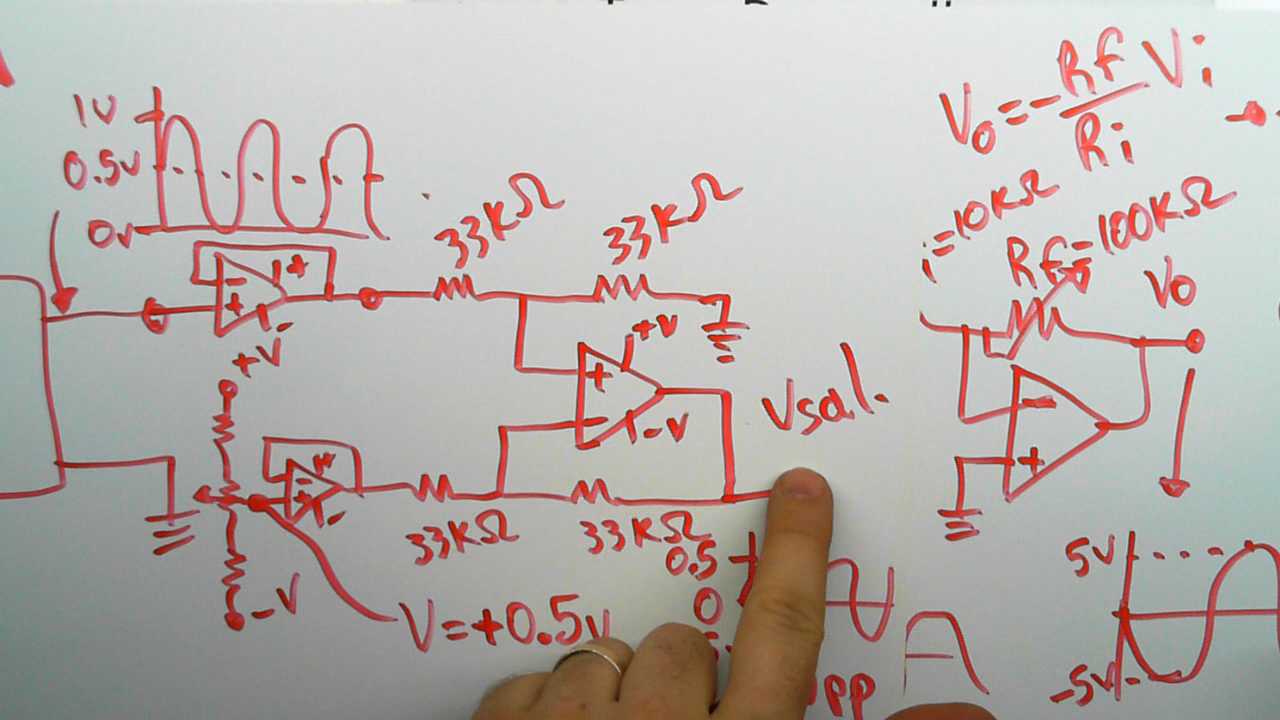 1V
0.5V
0V
33KΩ
33KΩ
+
-
+
-
+V
+V
+
-
-V
Vsal.
+
-
+
-
33KΩ
33KΩ
-V
V=+0.5V
0.5
0
pp
Vo=-Rf/Ri Vi
i=10KΩ
Rf=100KΩ
Vo
-
+
5V
-5V